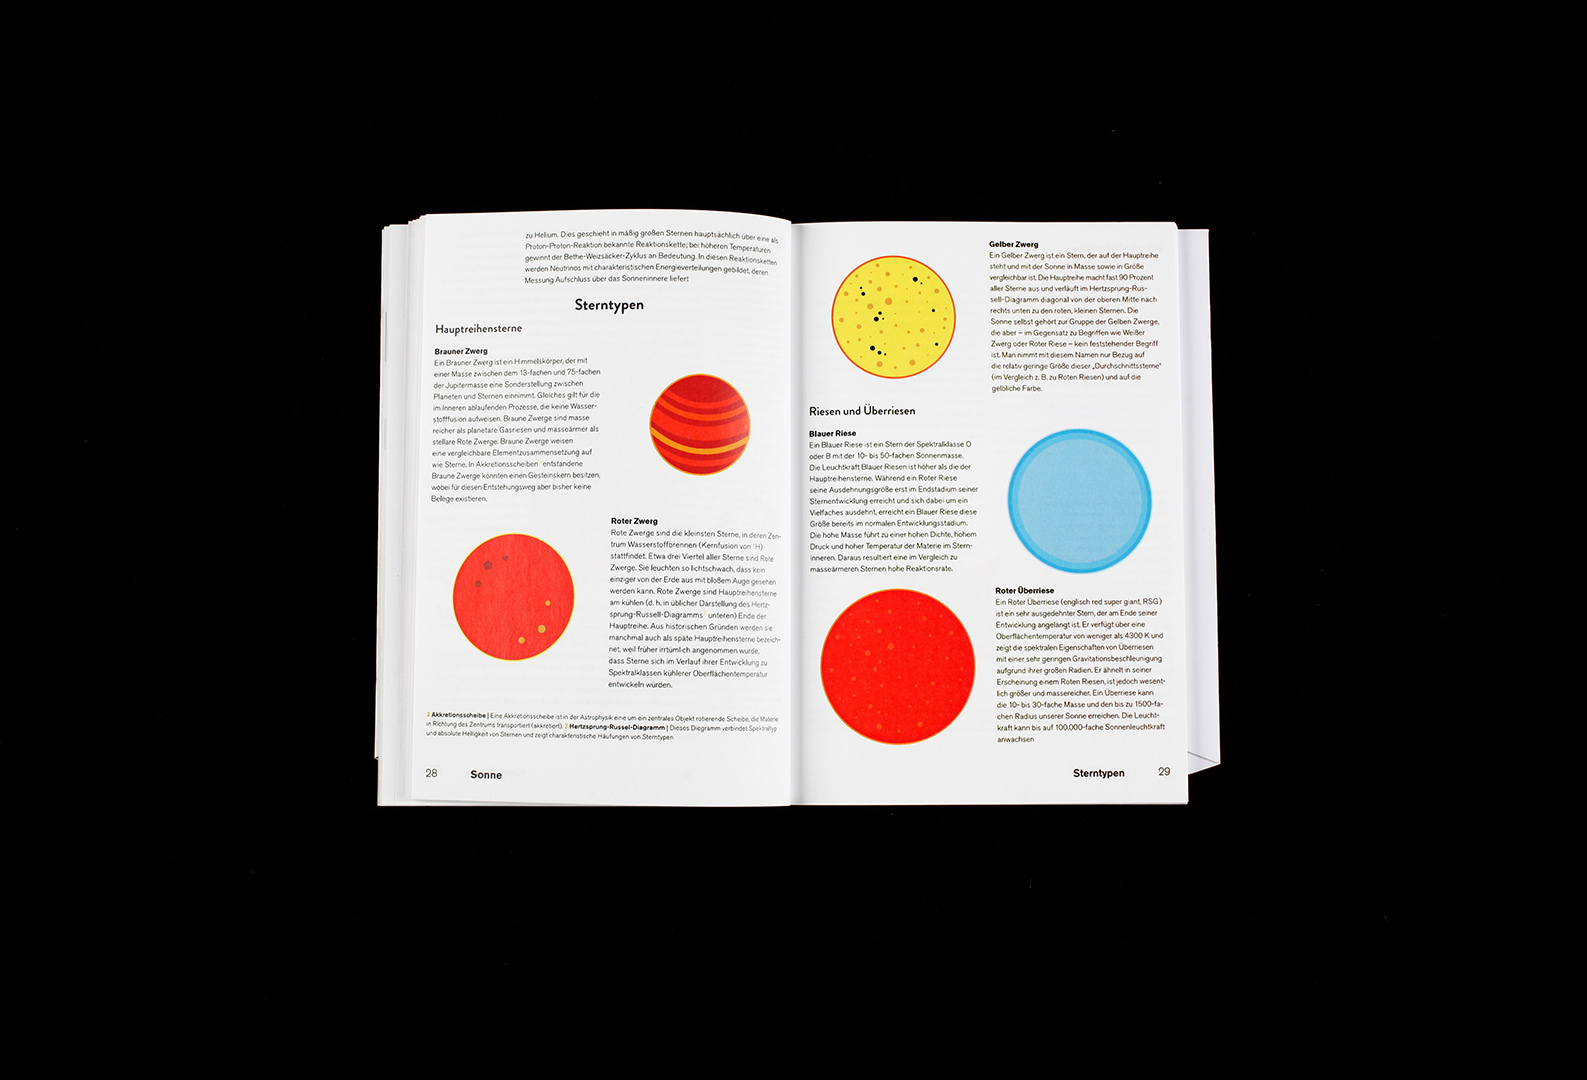 zu Helium. Dies geschieht in mäßig großen Sternen hauptsächlich über eine als
Proton-Proton-Reaktion bekannte Reaktionskette; bei höheren Temperaturen
gewinnt der Bethe-Weizsäcker-Zyklus an Bedeutung. In diesen Reaktionsketten
werden Neutrinos mit charakteristischen Energieverteilungen gebildet, deren
Messung Aufschluss über das Sonneninnere liefert
Sterntypen
Hauptreihensterne
Brauner Zwerg
Ein Brauner Zwerg ist ein Himmelskörper, der mit
einer Masse zwischen dem 13-fachen und 75-fachen
der Jupitermasse eine Sonderstellung zwischen
Planeten und Sternen einnimmt. Gleiches gilt für die
im Inneren ablaufenden Prozesse, die keine Wasser-
stofffusion aufweisen. Braune Zwerge sind masse
reicher als planetare Gasriesen und masseärmer als
stellare Rote Zwerge. Braune Zwerge weisen
eine vergleichbare Elementzusammensetzung auf
wie Sterne. In Akkretionsscheiben entstandene
Braune Zwerge könnten einen Gesteinskern besitzen,
wobei für diesen Entstehungsweg aber bisher keine
Belege existieren.
Roter Zwerg
Rote Zwerge sind die kleinsten Sterne, in deren Zen-
trum Wasserstoffbrennen (Kernfusion von ¹H)
stattfindet. Etwa drei Viertel aller Sterne sind Rote
Zwerge. Sie leuchten so lichtschwach, dass kein
einziger von der Erde aus mit bloßem Auge gesehen
werden kann. Rote Zwerge sind Hauptreihensterne
am kühlen (d. h. in üblicher Darstellung des Hertz-
sprung-Russell-Diagramms unteren) Ende der
Hauptreihe. Aus historischen Gründen werden sie
manchmal auch als späte Hauptreihensterne bezeich-
net, weil früher irrtümlich angenommen wurde,
dass Sterne sich im Verlauf ihrer Entwicklung zu
Spektralklassen kühlerer Oberflächentemperatur
entwickeln würden.
2 Akkretionsscheibe | Eine Akkretionsscheibe ist in der Astrophysik eine um ein zentrales Objekt rotierende Scheibe, die Materie
in Richtung des Zentrums transportiert (akkretiert). 3 Hertzsprung-Russel-Diagramm | Dieses Diegramm verbindet Spektraltyp
und absolute Helligkeit von Sternen und zeigt charakteristische Häufungen von Sterntypen
28 Sonne
Gelber Zwerg
Ein Gelber Zwerg ist ein Stern, der auf der Hauptreihe
steht und mit der Sonne in Masse sowie in Größe
vergleichbar ist. Die Hauptreihe macht fast 90 Prozent
aller Sterne aus und verläuft im Hertzsprung-Rus-
sell-Diagramm diagonal von der oberen Mitte nach
rechts unten zu den roten, kleinen Sternen. Die
Sonne selbst gehört zur Gruppe der Gelben Zwerge,
die aber – im Gegensatz zu Begriffen wie Weißer
Zwerg oder Roter Riese – kein feststehender Begriff
ist. Man nimmt mit diesem Namen nur Bezug auf
die relativ geringe Größe dieser „Durchschnittssterne“
(im Vergleich z. B. zu Roten Riesen) und auf die
gelbliche Farbe.
Riesen und Überriesen
Blauer Riese
Ein Blauer Riese ist ein Stern der Spektralklasse O
oder B mit der 10- bis 50-fachen Sonnenmasse.
Die Leuchtkraft Blauer Riesen ist höher als die der
Hauptreihensterne. Während ein Roter Riese
seine Ausdehnungsgröße erst im Endstadium seiner
Sternentwicklung erreicht und sich dabei um ein
Vielfaches ausdehnt, erreicht ein Blauer Riese diese
Größe bereits im normalen Entwicklungsstadium.
Die hohe Masse führt zu einer hohen Dichte, hohem
Druck und hoher Temperatur der Materie im Stern-
inneren. Daraus resultiert eine im Vergleich zu
masseärmeren Sternen hohe Reaktionsrate.
Roter Überriese
Ein Roter Überriese (englisch red super giant, RSG)
ist ein sehr ausgedehnter Stern, der am Ende seiner
Entwicklung angelangt ist. Er verfügt über eine
Oberflächentemperatur von weniger als 4300 K und
zeigt die spektralen Eigenschaften von Überriesen
mit einer sehr geringen Gravitationsbeschleunigung
aufgrund ihrer großen Radien. Er ähnelt in seiner
Erscheinung einem Roten Riesen, ist jedoch wesent-
lich größer und massereicher. Ein Überriese kann
die 10- bis 30-fache Masse und den bis zu 1500-fa-
chen Radius unserer Sonne erreichen. Die Leucht-
kraft kann bis auf 100.000-fache Sonnenleuchtkraft
anwachsen
Sterntypen 29